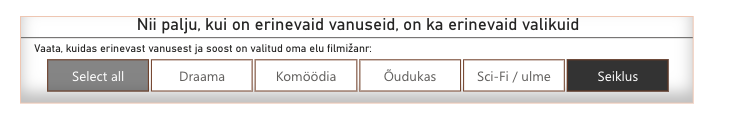 Nii palju, kui on erinevaid vanuseid, on ka erinevaid valikuid
Vaata, kuidas erinevast vanusest ja soost on valitud oma elu filmižanr:
Select all Draama Komöödia Õudukas Sci-Fi / ulme Seiklus